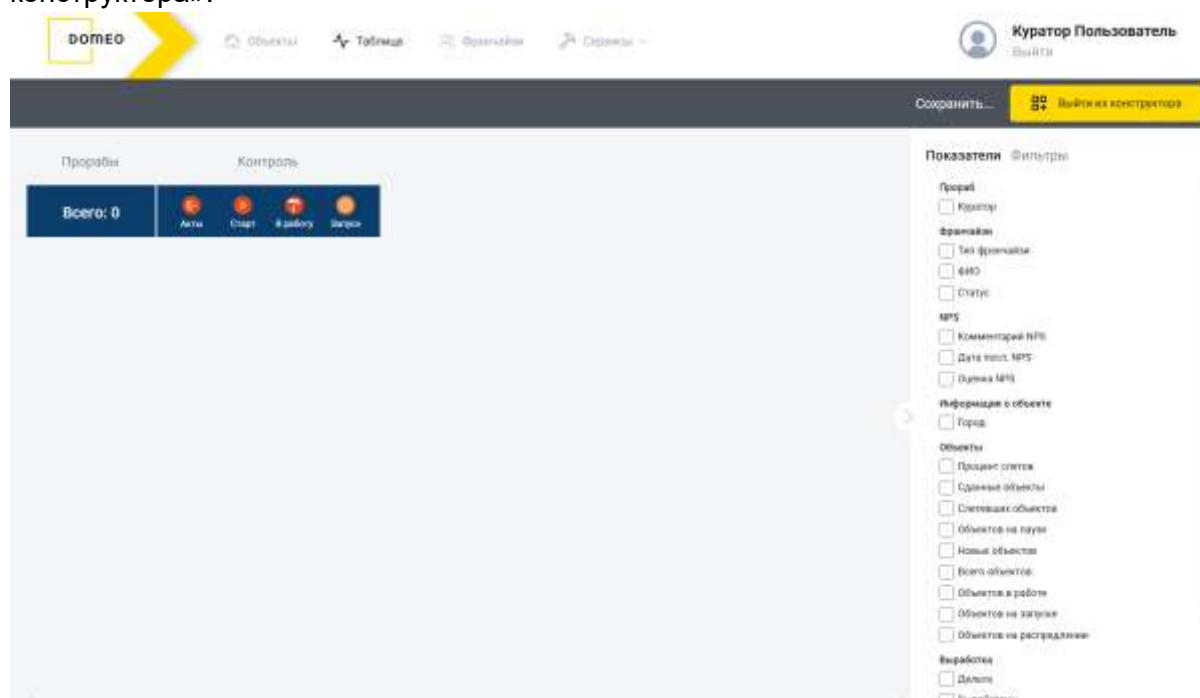 конструктора».
DOMEO
Объекты
Таблица
Франчайзи
Сервисы
Куратор Пользователь
Выйти
Сохранить...
Выйти из конструктора
Прорабы
Контроль
Показатели Фильтры
Всего: 0
Акты
Старт
В работу
Запуск
Прораб
Куратор
Франчайзи
Тип франчайзи
ФИО
Статус
NPS
Комментарий NPS
Дата посл. NPS
Оценка NPS
Информация о объекте
Город
Объекты
Процент слетов
Сданные объекты
Слетевших объектов
Объектов на паузе
Новых объектов
Всего объектов
Объектов в работе
Объектов на запуске
Объектов на распредление
Выработка
Дельта